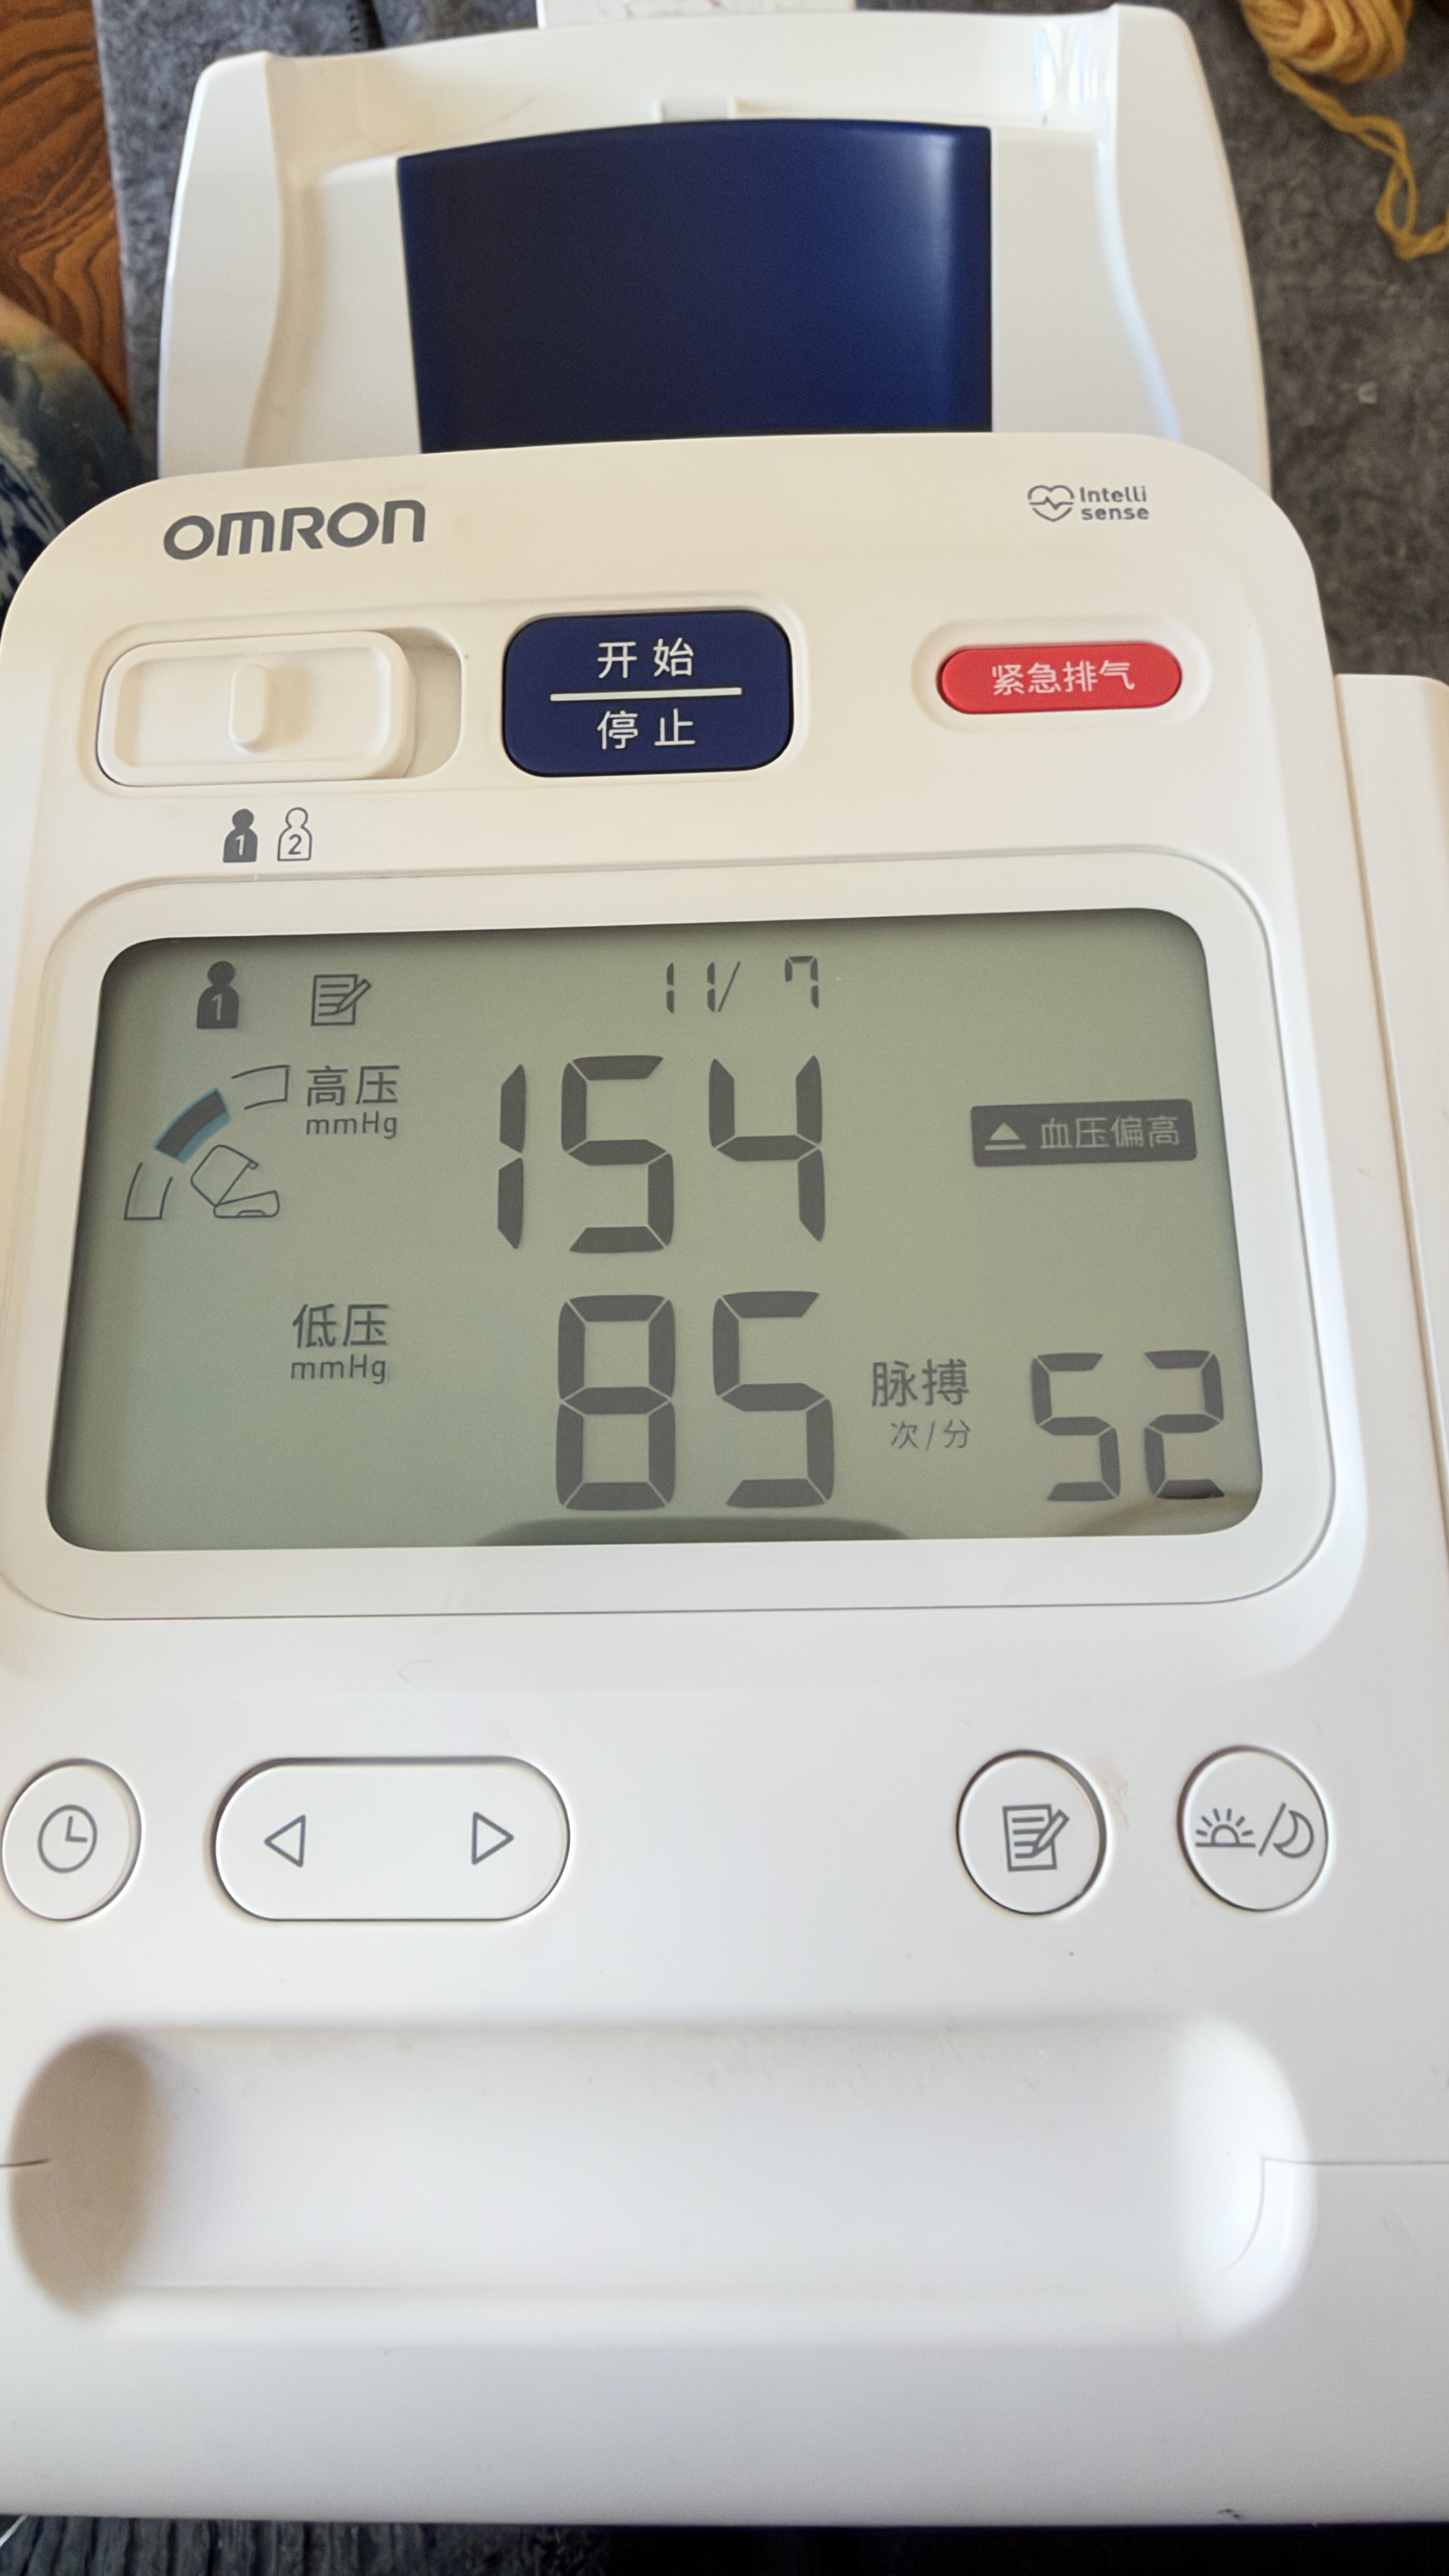 OMRON
Intelli
sense
开始
停止
紧急排气
1 2
1 11/ 7
高压
mmHg
154
血压偏高
低压
mmHg
85
脉搏
次/分
52